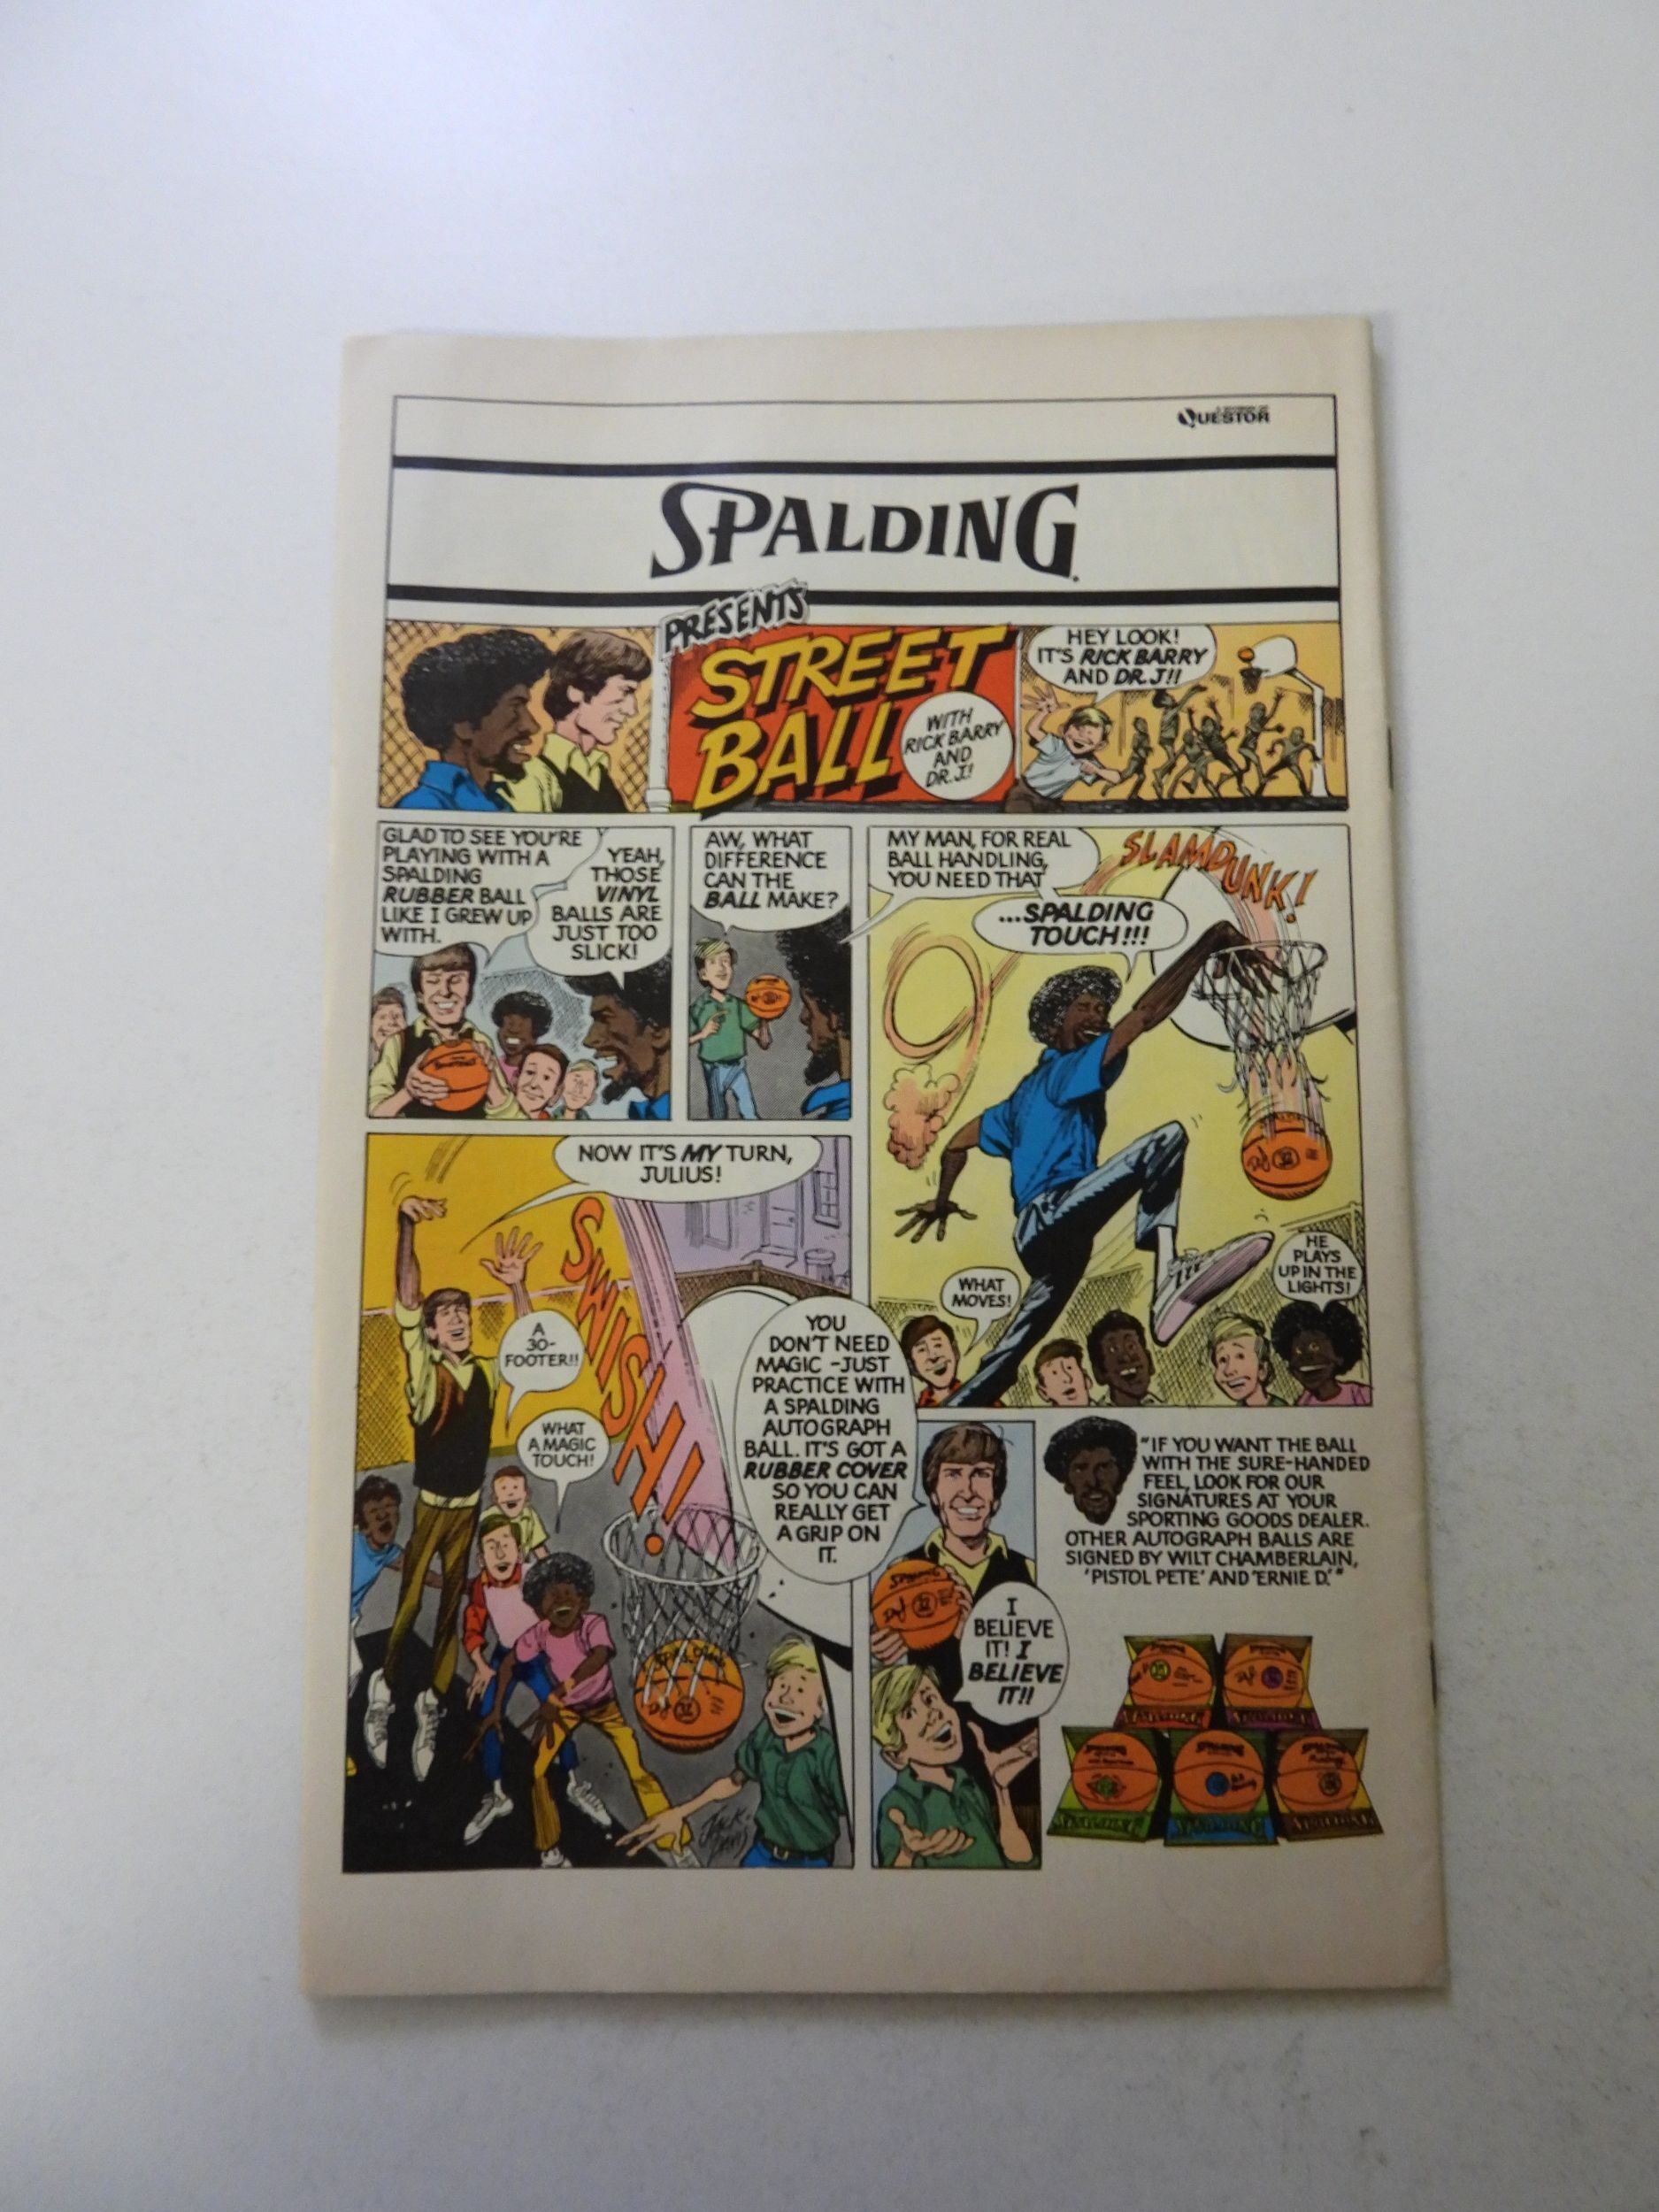 A DIVISION OF
QUESTOR
SPALDING
PRESENTS
STREET
BALL
WITH
RICK BARRY
AND
DR. J!
HEY LOOK!
IT'S RICK BARRY
AND DR. J!!
GLAD TO SEE YOU'RE
PLAYING WITH A
SPALDING
RUBBER BALL
LIKE I GREW UP
WITH.
YEAH,
THOSE
VINYL
BALLS ARE
JUST TOO
SLICK!
AW, WHAT
DIFFERENCE
CAN THE
BALL MAKE?
MY MAN, FOR REAL
BALL HANDLING,
YOU NEED THAT
...SPALDING
TOUCH!!!
SLAMDUNK!
WHAT
MOVES!
HE
PLAYS
UP IN THE
LIGHTS!
NOW IT'S MY TURN,
JULIUS!
SWISH!
A
30-
FOOTER!!
WHAT
A MAGIC
TOUCH!
SPALDING
JACK
DAVIS
YOU
DON'T NEED
MAGIC -JUST
PRACTICE WITH
A SPALDING
AUTOGRAPH
BALL. IT'S GOT A
RUBBER COVER
SO YOU CAN
REALLY GET
A GRIP ON
IT.
SPALDING
I
BELIEVE
IT! I
BELIEVE
IT!!
"IF YOU WANT THE BALL
WITH THE SURE-HANDED
FEEL, LOOK FOR OUR
SIGNATURES AT YOUR
SPORTING GOODS DEALER.
OTHER AUTOGRAPH BALLS ARE
SIGNED BY WILT CHAMBERLAIN,
'PISTOL PETE' AND 'ERNIE D.'"